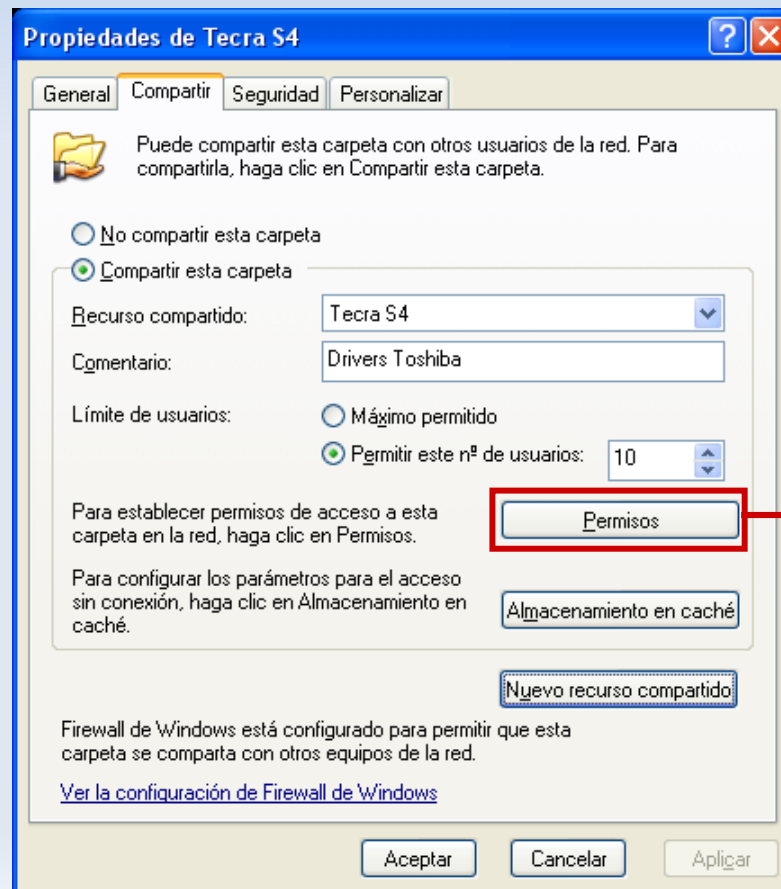 Propiedades de Tecra S4
General Compartir Seguridad Personalizar
Puede compartir esta carpeta con otros usuarios de la red. Para
compartirla, haga clic en Compartir esta carpeta.
No compartir esta carpeta
Compartir esta carpeta
Recurso compartido: Tecra S4
Comentario: Drivers Toshiba
Límite de usuarios: Máximo permitido
Permitir este nº de usuarios: 10
Para establecer permisos de acceso a esta
carpeta en la red, haga clic en Permisos.
Permisos
Para configurar los parámetros para el acceso
sin conexión, haga clic en Almacenamiento en
caché.
Almacenamiento en caché
Nuevo recurso compartido
Firewall de Windows está configurado para permitir que esta
carpeta se comparta con otros equipos de la red.
Ver la configuración de Firewall de Windows
Aceptar Cancelar Aplicar